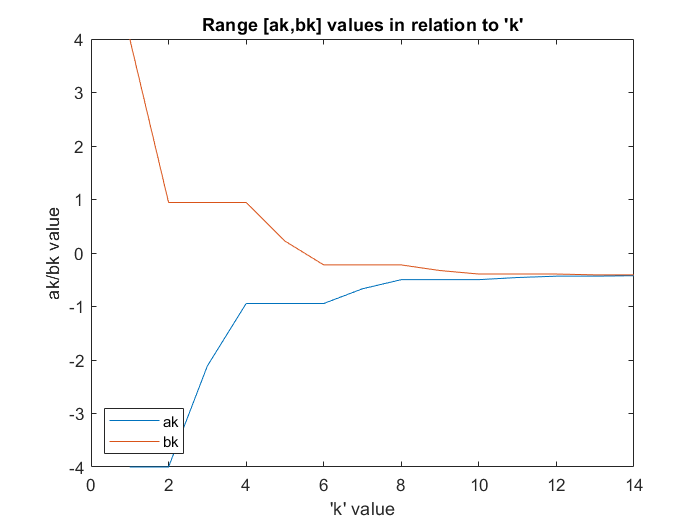 Range [ak,bk] values in relation to 'k'
4
3
2
1
0
-1
-2
-3
-4
ak/bk value
ak
bk
0 2 4 6 8 10 12 14
'k' value